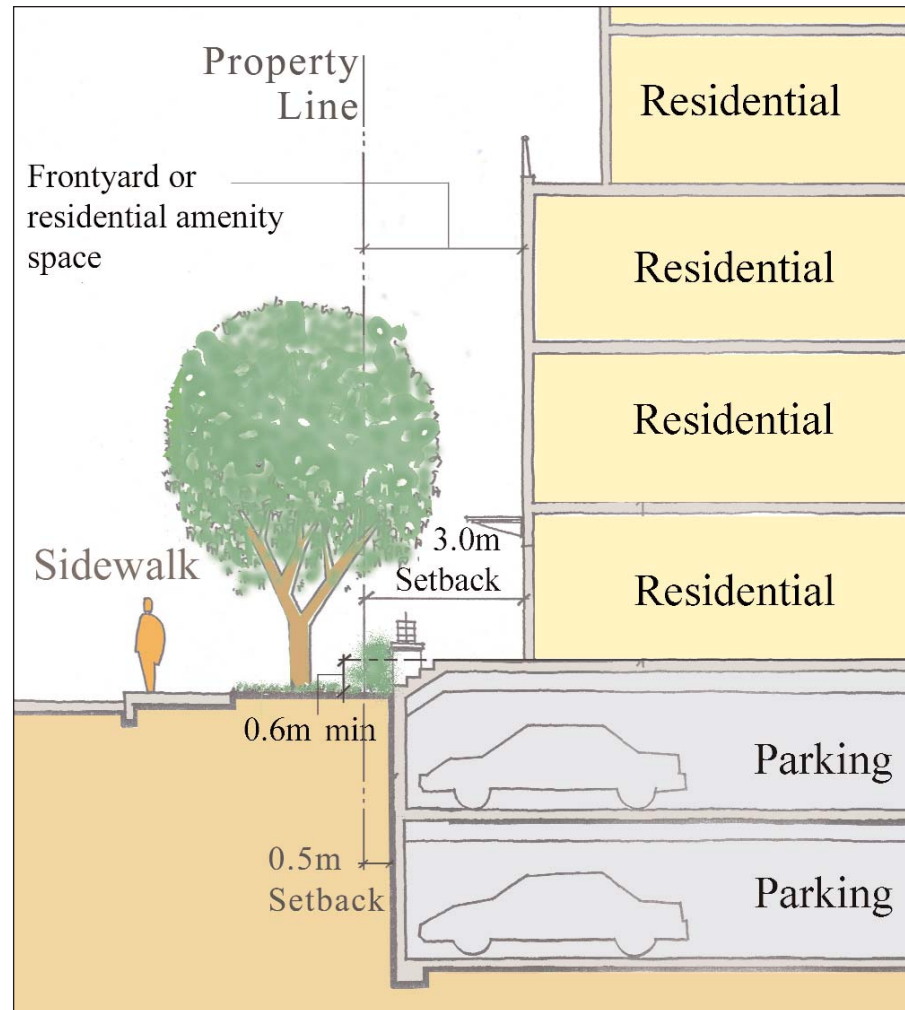 Property
Line
Residential
Frontyard or
residential amenity
space
Residential
Residential
3.0m
Setback
Sidewalk
Residential
0.6m min
Parking
0.5m
Setback
Parking